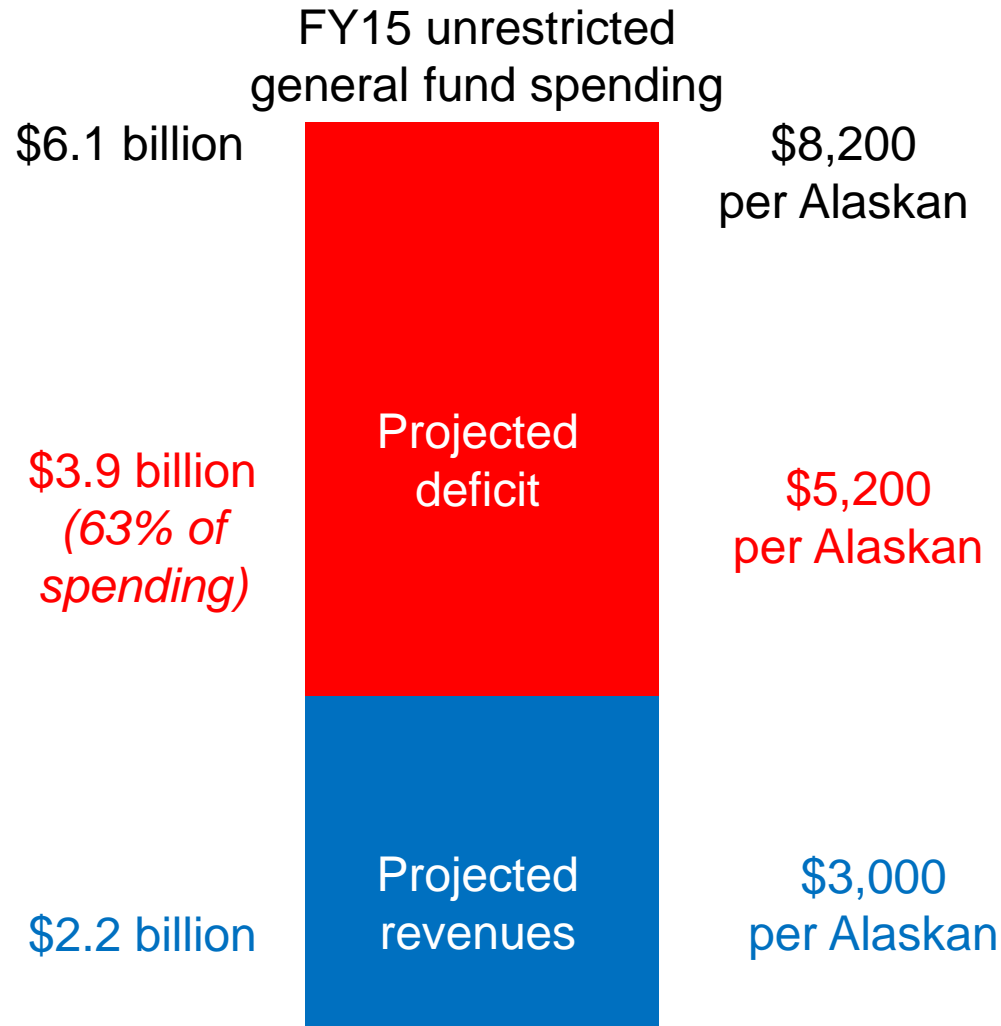 FY15 unrestricted
general fund spending
$6.1 billion
$8,200
per Alaskan
Projected
deficit
$3.9 billion
(63% of
spending)
$5,200
per Alaskan
Projected
revenues
$2.2 billion
$3,000
per Alaskan